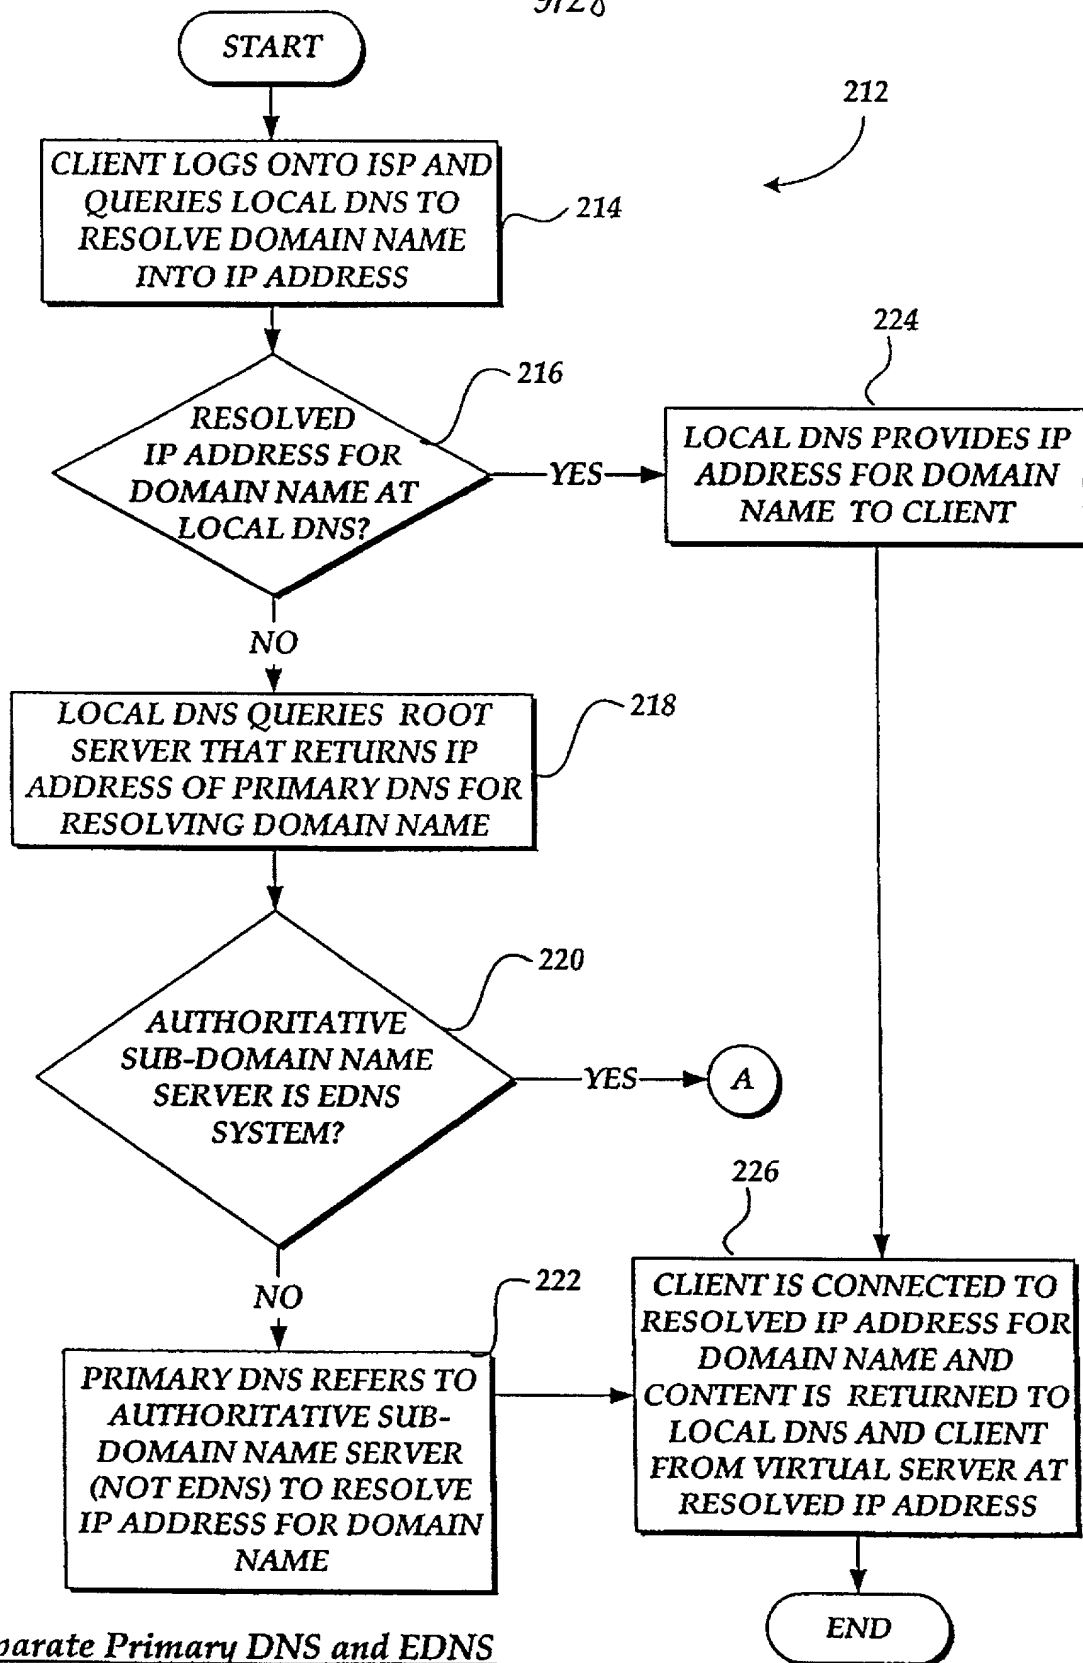 9/28
START
212
CLIENT LOGS ONTO ISP AND
QUERIES LOCAL DNS TO
RESOLVE DOMAIN NAME
INTO IP ADDRESS
214
216
RESOLVED
IP ADDRESS FOR
DOMAIN NAME AT
LOCAL DNS?
YES
224
LOCAL DNS PROVIDES IP
ADDRESS FOR DOMAIN
NAME TO CLIENT
NO
LOCAL DNS QUERIES ROOT
SERVER THAT RETURNS IP
ADDRESS OF PRIMARY DNS FOR
RESOLVING DOMAIN NAME
218
220
AUTHORITATIVE
SUB-DOMAIN NAME
SERVER IS EDNS
SYSTEM?
YES
A
NO
222
PRIMARY DNS REFERS TO
AUTHORITATIVE SUB-
DOMAIN NAME SERVER
(NOT EDNS) TO RESOLVE
IP ADDRESS FOR DOMAIN
NAME
226
CLIENT IS CONNECTED TO
RESOLVED IP ADDRESS FOR
DOMAIN NAME AND
CONTENT IS RETURNED TO
LOCAL DNS AND CLIENT
FROM VIRTUAL SERVER AT
RESOLVED IP ADDRESS
END
parate Primary DNS and EDNS